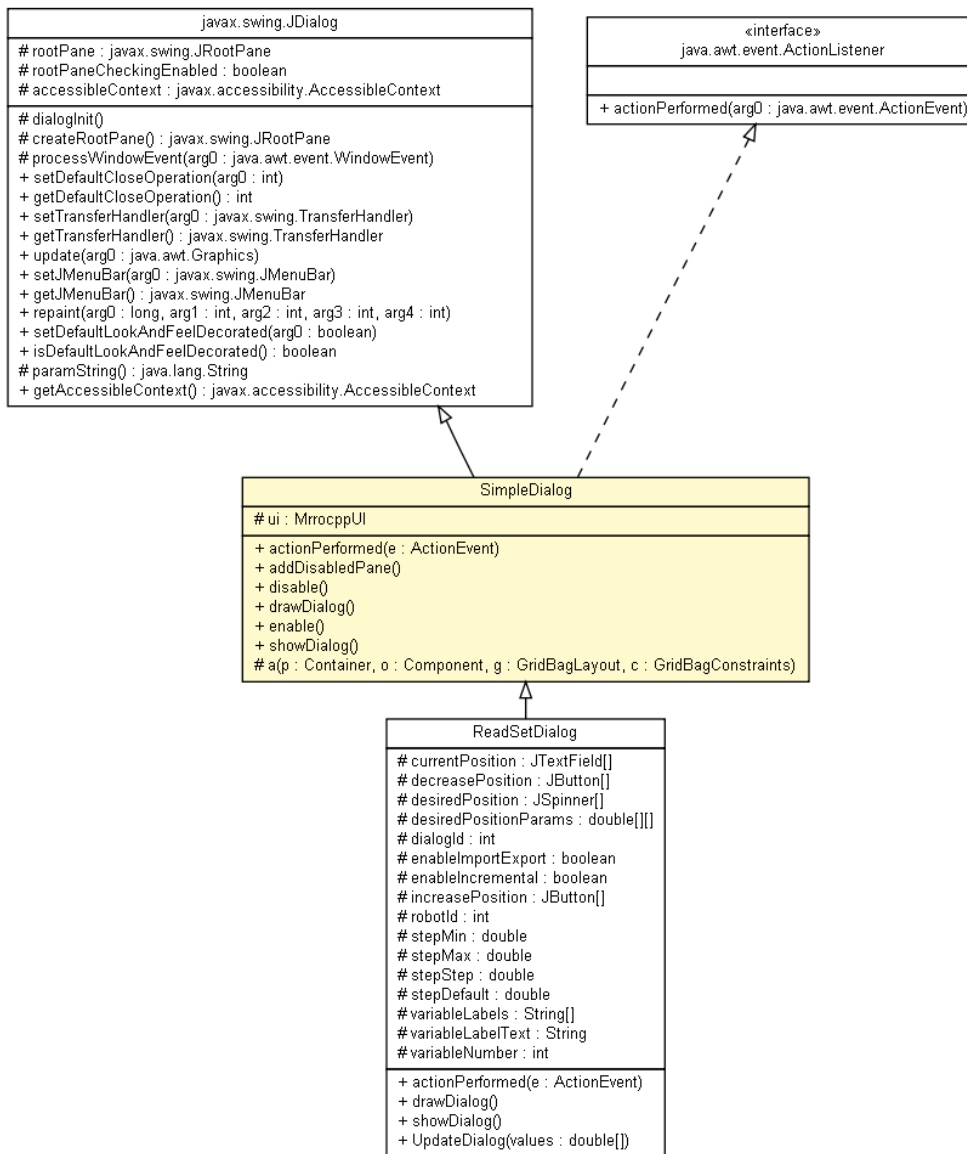 javax.swing.JDialog
# rootPane : javax.swing.JRootPane
# rootPaneCheckingEnabled : boolean
# accessibleContext : javax.accessibility.AccessibleContext
# dialogInit()
# createRootPane() : javax.swing.JRootPane
# processWindowEvent(arg0 : java.awt.event.WindowEvent)
+ setDefaultCloseOperation(arg0 : int)
+ getDefaultCloseOperation() : int
+ setTransferHandler(arg0 : javax.swing.TransferHandler)
+ getTransferHandler() : javax.swing.TransferHandler
+ update(arg0 : java.awt.Graphics)
+ setJMenuBar(arg0 : javax.swing.JMenuBar)
+ getJMenuBar() : javax.swing.JMenuBar
+ repaint(arg0 : long, arg1 : int, arg2 : int, arg3 : int, arg4 : int)
+ setDefaultLookAndFeelDecorated(arg0 : boolean)
+ isDefaultLookAndFeelDecorated() : boolean
# paramString() : java.lang.String
+ getAccessibleContext() : javax.accessibility.AccessibleContext
«interface»
java.awt.event.ActionListener
+ actionPerformed(arg0 : java.awt.event.ActionEvent)
SimpleDialog
# ui : MrrocppUI
+ actionPerformed(e : ActionEvent)
+ addDisabledPane()
+ disable()
+ drawDialog()
+ enable()
+ showDialog()
# a(p : Container, o : Component, g : GridBagLayout, c : GridBagConstraints)
ReadSetDialog
# currentPosition : JTextField[]
# decreasePosition : JButton[]
# desiredPosition : JSpinner[]
# desiredPositionParams : double[][]
# dialogId : int
# enableImportExport : boolean
# enableIncremental : boolean
# increasePosition : JButton[]
# robotId : int
# stepMin : double
# stepMax : double
# stepStep : double
# stepDefault : double
# variableLabels : String[]
# variableLabelText : String
# variableNumber : int
+ actionPerformed(e : ActionEvent)
+ drawDialog()
+ showDialog()
+ UpdateDialog(values : double[])